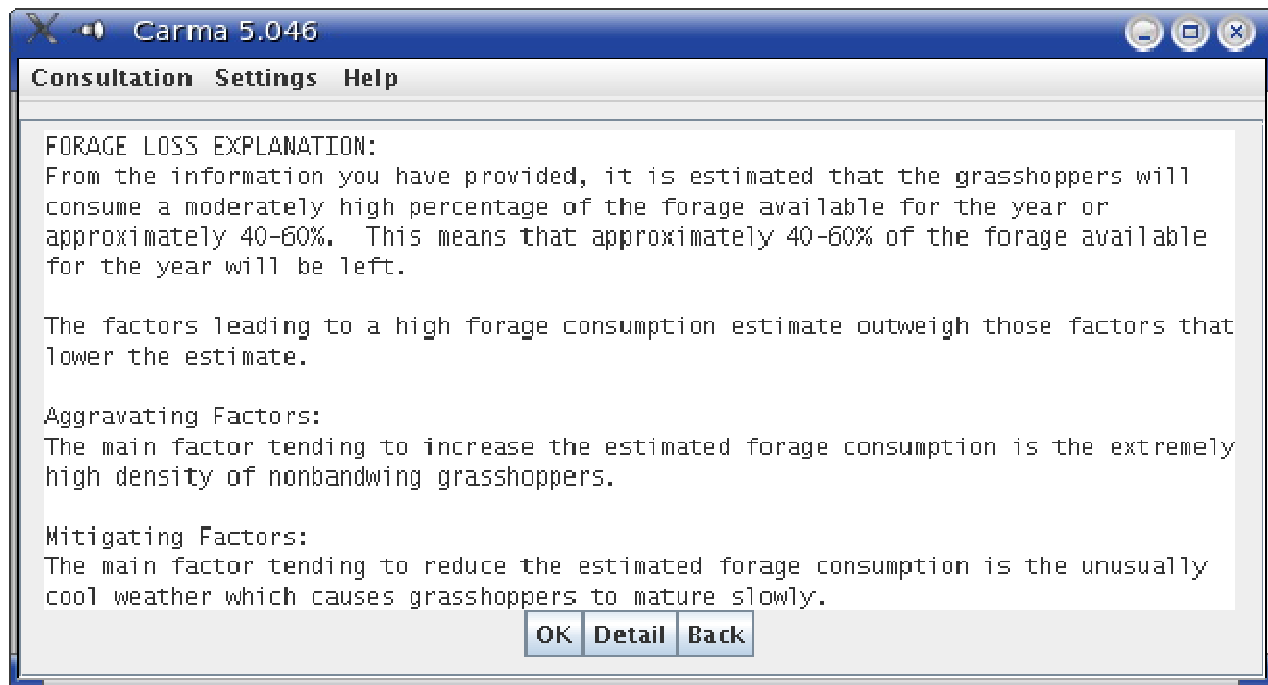 Carma 5.046
Consultation Settings Help
FORAGE LOSS EXPLANATION:
From the information you have provided, it is estimated that the grasshoppers will
consume a moderately high percentage of the forage available for the year or
approximately 40-60%.  This means that approximately 40-60% of the forage available
for the year will be left.
The factors leading to a high forage consumption estimate outweigh those factors that
lower the estimate.
Aggravating Factors:
The main factor tending to increase the estimated forage consumption is the extremely
high density of nonbandwing grasshoppers.
Mitigating Factors:
The main factor tending to reduce the estimated forage consumption is the unusually
cool weather which causes grasshoppers to mature slowly.
OK Detail Back